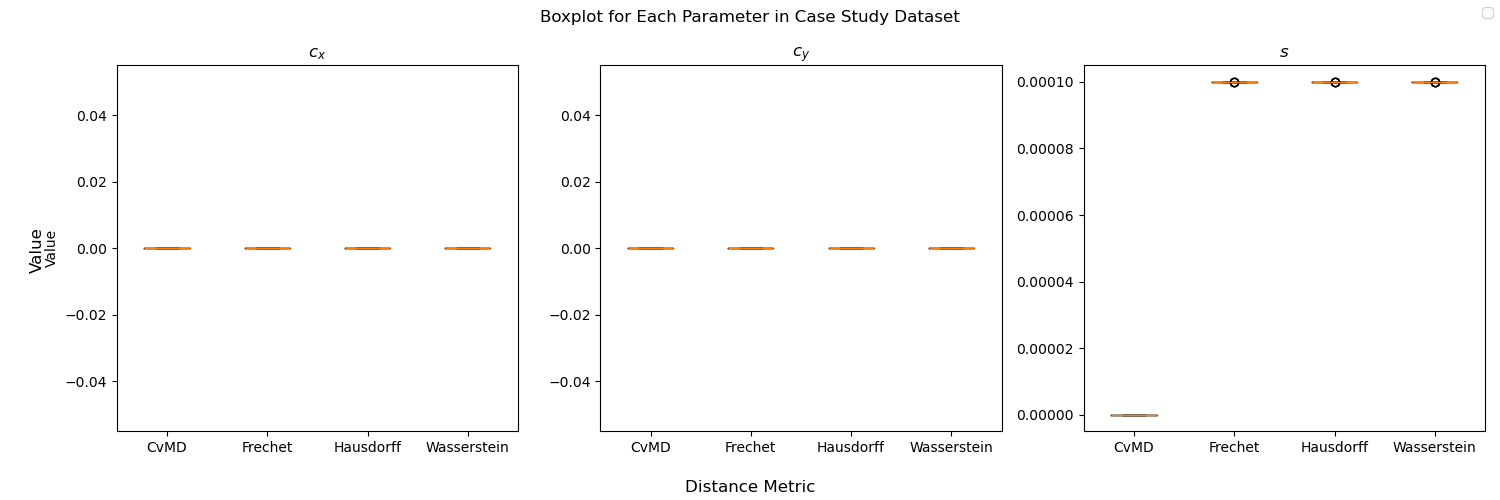 Boxplot for Each Parameter in Case Study Dataset
c_x
c_y
s
Value
Value
0.04
0.02
0.00
−0.02
−0.04
CvMD Frechet Hausdorff Wasserstein
0.04
0.02
0.00
−0.02
−0.04
CvMD Frechet Hausdorff Wasserstein
0.00010
0.00008
0.00006
0.00004
0.00002
0.00000
CvMD Frechet Hausdorff Wasserstein
Distance Metric